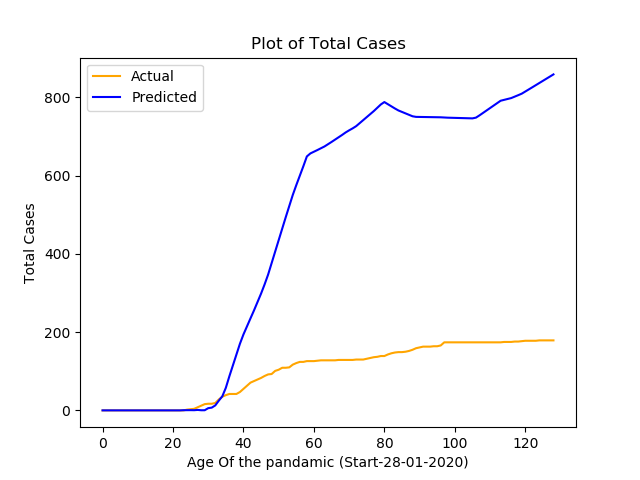 Plot of Total Cases
Actual
Predicted
800
600
400
200
0
Total Cases
0 20 40 60 80 100 120
Age Of the pandamic (Start-28-01-2020)